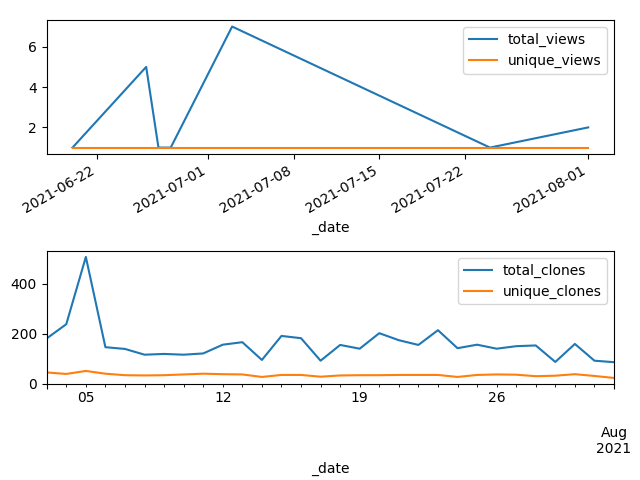 6
4
2
total_views
unique_views
2021-06-22
2021-07-01
2021-07-08
2021-07-15
2021-07-22
2021-08-01
_date
400
200
0
total_clones
unique_clones
05
12
19
26
Aug
2021
_date